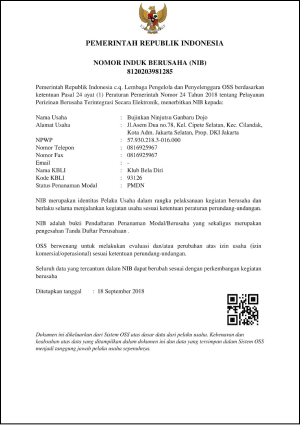 PEMERINTAH REPUBLIK INDONESIA
NOMOR INDUK BERUSAHA (NIB)
8120203981285
Pemerintah Republik Indonesia c.q. Lembaga Pengelola dan Penyelenggara OSS berdasarkan
ketentuan Pasal 24 ayat (1) Peraturan Pemerintah Nomor 24 Tahun 2018 tentang Pelayanan
Perizinan Berusaha Terintegrasi Secara Elektronik, menerbitkan NIB kepada:
Nama Usaha : Bujinkan Ninjutsu Ganbaru Dojo
Alamat Usaha : Jl.Asem Dua no.78, Kel. Cipete Selatan, Kec. Cilandak,
Kota Adm. Jakarta Selatan, Prop. DKI Jakarta
NPWP : 57.930.218.3-016.000
Nomor Telepon : 0816925967
Nomor Fax : 0816925967
Email : -
Nama KBLI : Klub Bela Diri
Kode KBLI : 93126
Status Penanaman Modal : PMDN
NIB merupakan identitas Pelaku Usaha dalam rangka pelaksanaan kegiatan berusaha dan
berlaku selama menjalankan kegiatan usaha sesuai ketentuan peraturan perundang-undangan.
NIB adalah bukti Pendaftaran Penanaman Modal/Berusaha yang sekaligus merupakan
pengesahan Tanda Daftar Perusahaan .
OSS berwenang untuk melakukan evaluasi dan/atau perubahan atas izin usaha (izin
komersial/operasional) sesuai ketentuan perundang-undangan.
Seluruh data yang tercantum dalam NIB dapat berubah sesuai dengan perkembangan kegiatan
berusaha
Ditetapkan tanggal : 18 September 2018
Dokumen ini dikeluarkan dari Sistem OSS atas dasar data dari pelaku usaha. Kebenaran dan
keabsahan atas data yang ditampilkan dalam dokumen ini dan data yang tersimpan dalam Sistem OSS
menjadi tanggung jawab pelaku usaha sepenuhnya.